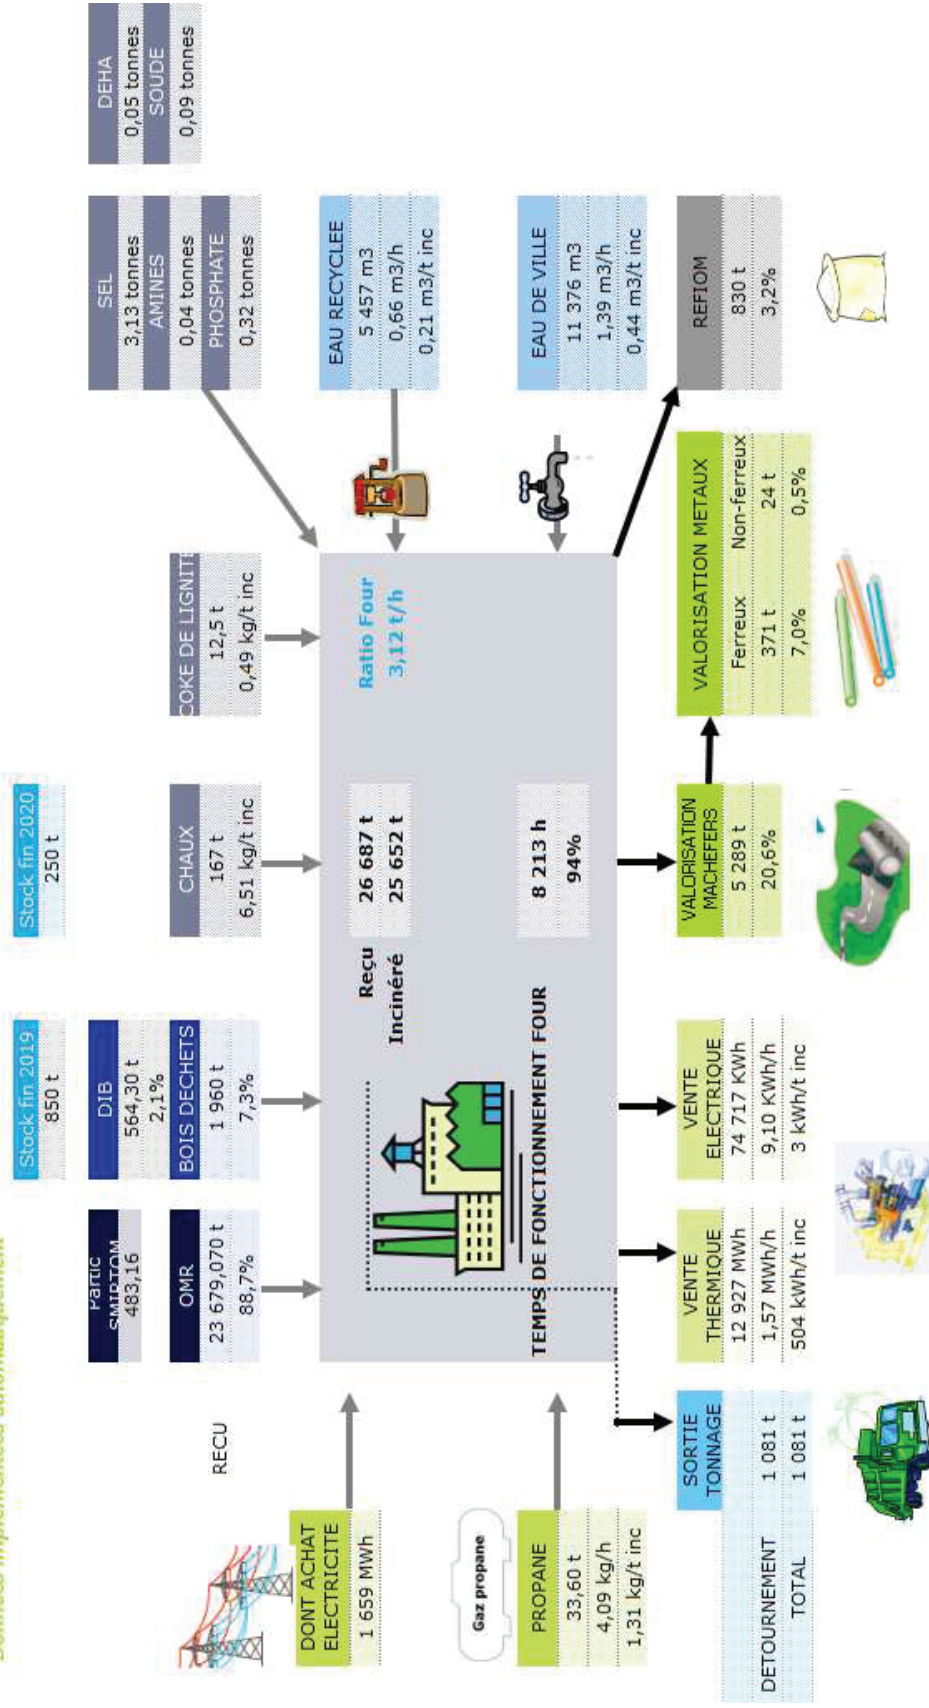 Stock fin 2019
850 t
Stock fin 2020
250 t
Partic
SMIRTOM
483,16
DIB
564,30 t
2,1%
SEL
3,13 tonnes
AMINES
0,04 tonnes
PHOSPHATE
0,32 tonnes
DEHA
0,05 tonnes
SOUDE
0,09 tonnes
RECU
OMR
23 679,070 t
88,7%
BOIS DECHETS
1 960 t
7,3%
CHAUX
167 t
6,51 kg/t inc
COKE DE LIGNITE
12,5 t
0,49 kg/t inc
DONT ACHAT
ELECTRICITE
1 659 MWh
Reçu
26 687 t
Incinéré
25 652 t
Ratio Four
3,12 t/h
EAU RECYCLEE
5 457 m3
0,66 m3/h
0,21 m3/t inc
Gaz propane
PROPANE
33,60 t
4,09 kg/h
1,31 kg/t inc
TEMPS DE FONCTIONNEMENT FOUR
8 213 h
94%
EAU DE VILLE
11 376 m3
1,39 m3/h
0,44 m3/t inc
SORTIE
TONNAGE
DETOURNEMENT 1 081 t
TOTAL 1 081 t
VENTE
THERMIQUE
12 927 MWh
1,57 MWh/h
504 kWh/t inc
VENTE
ELECTRIQUE
74 717 KWh
9,10 KWh/h
3 kWh/t inc
VALORISATION
MACHEFERS
5 289 t
20,6%
VALORISATION METAUX
Ferreux Non-ferreux
371 t 24 t
7,0% 0,5%
REFIOM
830 t
3,2%